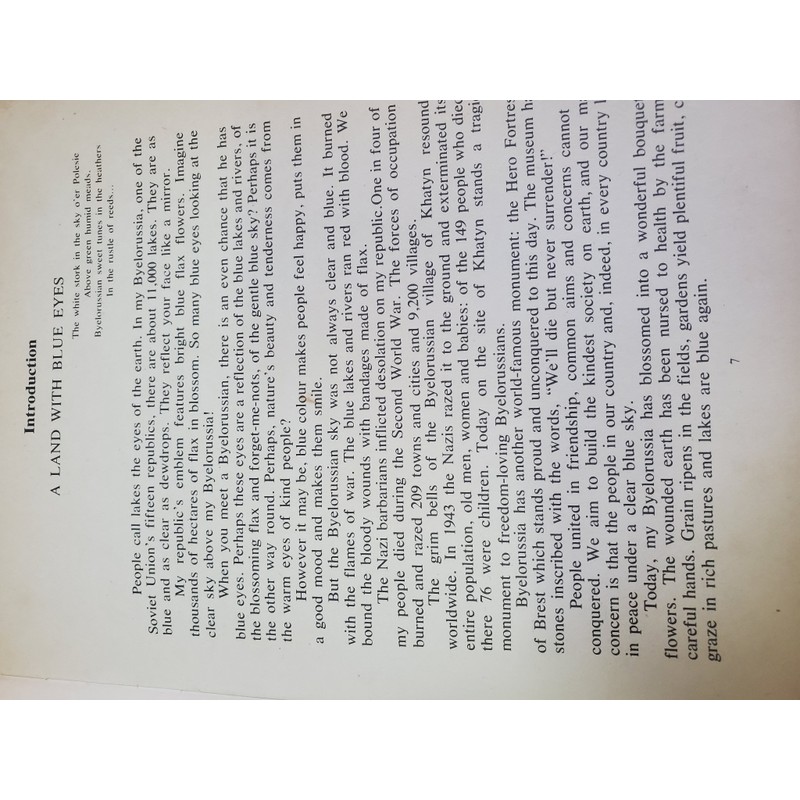 Introduction
A LAND WITH BLUE EYES
The white stork in the sky o'er Polesie
Above green humid meads,
Byelorussian sweet tunes in the heathers
In the rustle of reeds...
People call lakes the eyes of the earth. In my Byelorussia, one of the
Soviet Union's fifteen republics, there are about 11,000 lakes. They are as
blue and as clear as dewdrops. They reflect your face like a mirror.
My republic's emblem features bright blue flax flowers. Imagine
thousands of hectares of flax in blossom. So many blue eyes looking at the
clear sky above my Byelorussia!
When you meet a Byelorussian, there is an even chance that he has
blue eyes. Perhaps these eyes are a reflection of the blue lakes and rivers, of
the blossoming flax and forget-me-nots, of the gentle blue sky? Perhaps it is
the other way round. Perhaps, nature's beauty and tenderness comes from
the warm eyes of kind people?
However it may be, blue colour makes people feel happy, puts them in
a good mood and makes them smile.
But the Byelorussian sky was not always clear and blue. It burned
with the flames of war. The blue lakes and rivers ran red with blood. We
bound the bloody wounds with bandages made of flax.
The Nazi barbarians inflicted desolation on my republic.One in four of
my people died during the Second World War. The forces of occupation
burned and razed 209 towns and cities and 9,200 villages.
The grim bells of the Byelorussian village of Khatyn resound
worldwide. In 1943 the Nazis razed it to the ground and exterminated its
entire population, old men, women and babies: of the 149 people who died
there 76 were children. Today on the site of Khatyn stands a tragi
monument to freedom-loving Byelorussians.
Byelorussia has another world-famous monument: the Hero Fortres
of Brest which stands proud and unconquered to this day. The museum h
stones inscribed with the words, "We'll die but never surrender!"
People united in friendship, common aims and concerns cannot
conquered. We aim to build the kindest society on earth, and our m
concern is that the people in our country and, indeed, in every country l
in peace under a clear blue sky.
Today, my Byelorussia has blossomed into a wonderful bouquet
flowers. The wounded earth has been nursed to health by the farm
careful hands. Grain ripens in the fields, gardens yield plentiful fruit, c
graze in rich pastures and lakes are blue again.
7